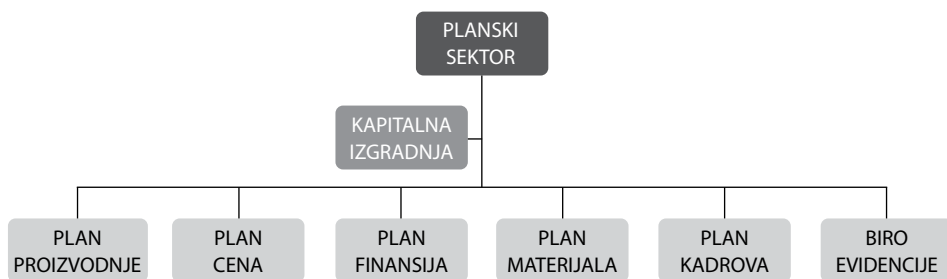 PLANSKI
SEKTOR
KAPITALNA
IZGRADNJA
PLAN
PROIZVODNJE
PLAN
CENA
PLAN
FINANSIJA
PLAN
MATERIJALA
PLAN
KADROVA
BIRO
EVIDENCIJE